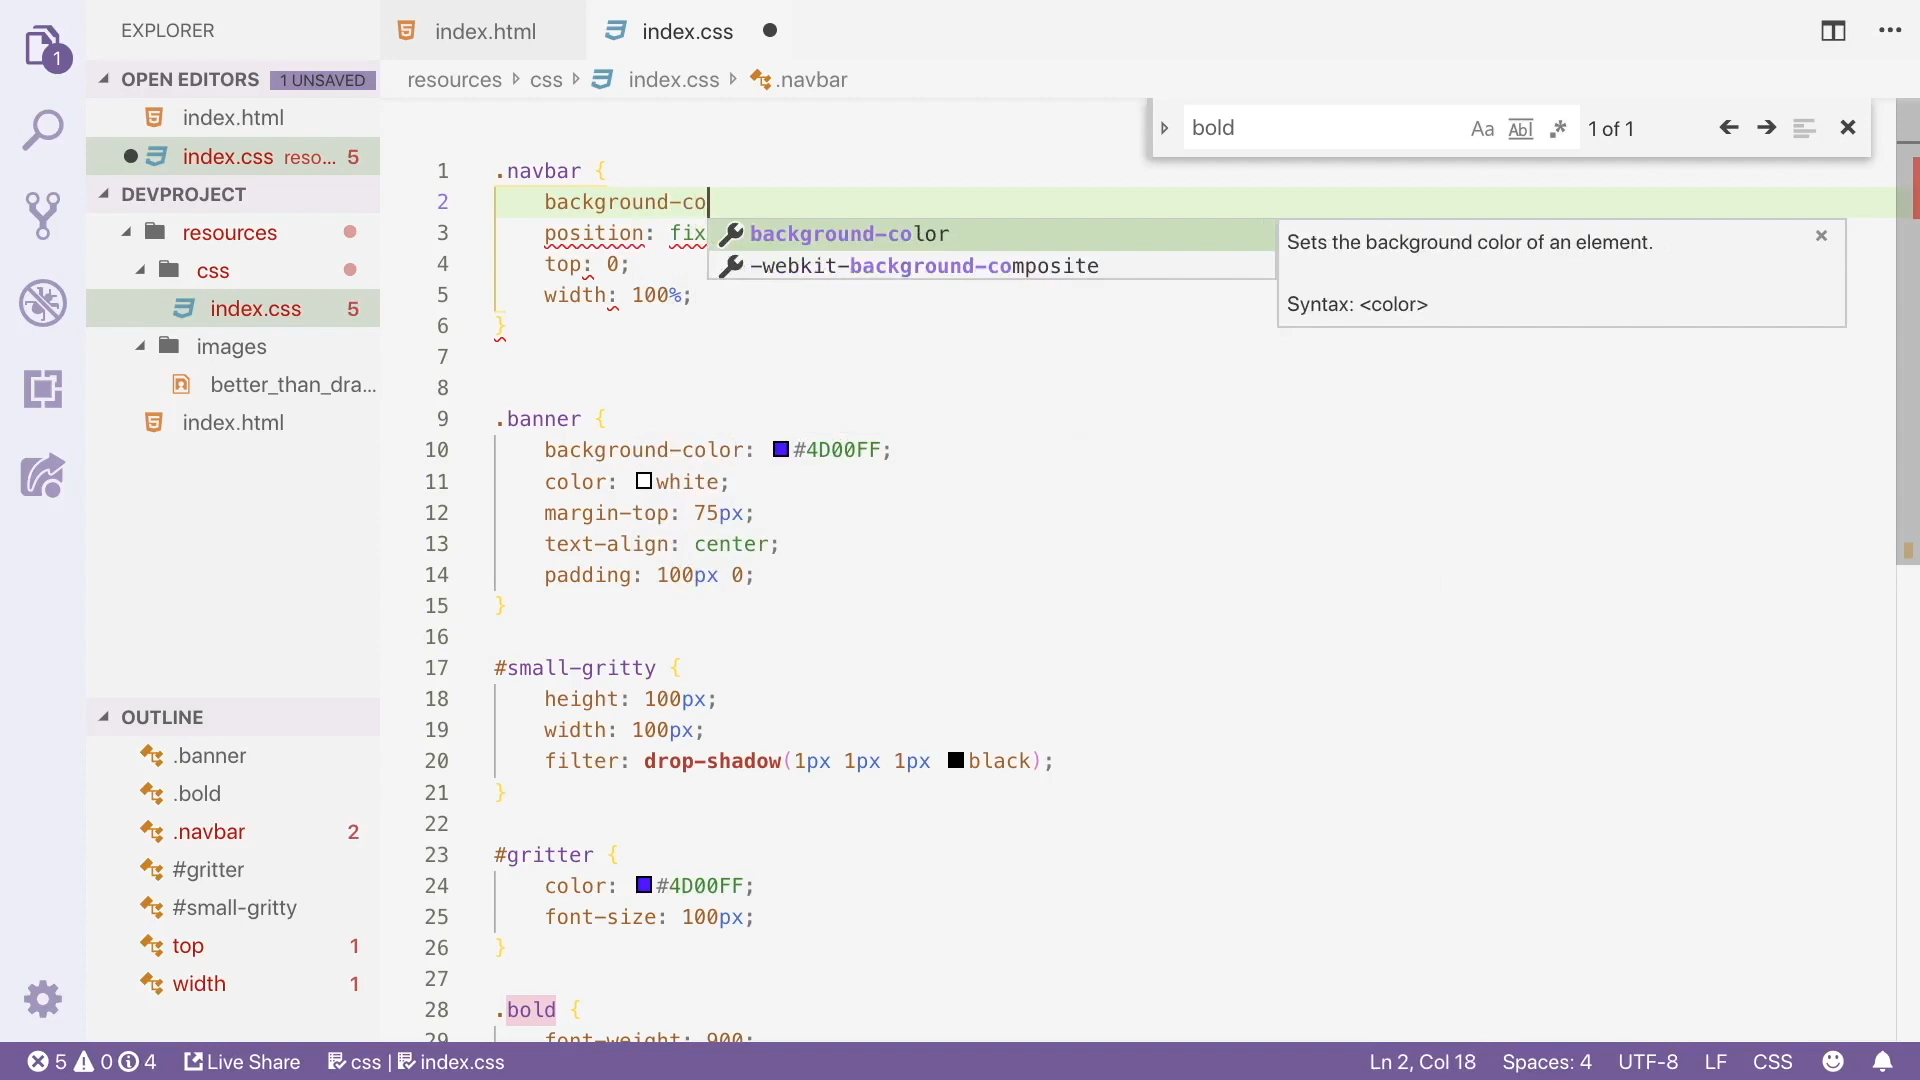 EXPLORER
index.html
index.css
OPEN EDITORS 1 UNSAVED
resources css index.css .navbar
1
index.html
bold Aa Abl .* 1 of 1
index.css reso... 5
DEVPROJECT
resources
css
index.css 5
images
better_than_dra...
index.html
1 .navbar {
2 background-co
3 position: fix
4 top: 0;
5 width: 100%;
6 }
7
8
9 .banner {
10 background-color: #4D00FF;
11 color: white;
12 margin-top: 75px;
13 text-align: center;
14 padding: 100px 0;
15 }
16
17 #small-gritty {
18 height: 100px;
19 width: 100px;
20 filter: drop-shadow(1px 1px 1px black);
21 }
22
23 #gritter {
24 color: #4D00FF;
25 font-size: 100px;
26 }
27
28 .bold {
29 font-weight: 900;
background-color
-webkit-background-composite
Sets the background color of an element.
Syntax: <color>
OUTLINE
.banner
.bold
.navbar 2
#gritter
#small-gritty
top 1
width 1
5 0 4 Live Share css | index.css
Ln 2, Col 18 Spaces: 4 UTF-8 LF CSS